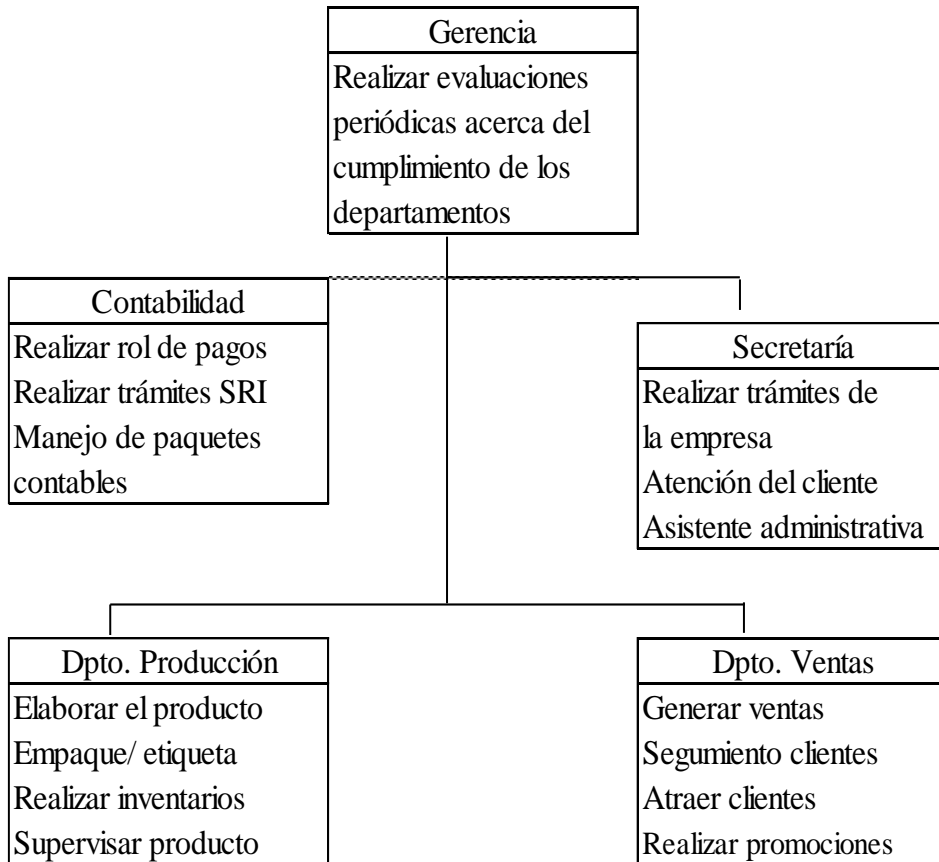 Gerencia
Realizar evaluaciones
periódicas acerca del
cumplimiento de los
departamentos
Contabilidad
Realizar rol de pagos
Realizar trámites SRI
Manejo de paquetes
contables
Secretaría
Realizar trámites de
la empresa
Atención del cliente
Asistente administrativa
Dpto. Producción
Elaborar el producto
Empaque/ etiqueta
Realizar inventarios
Supervisar producto
Dpto. Ventas
Generar ventas
Segumiento clientes
Atraer clientes
Realizar promociones